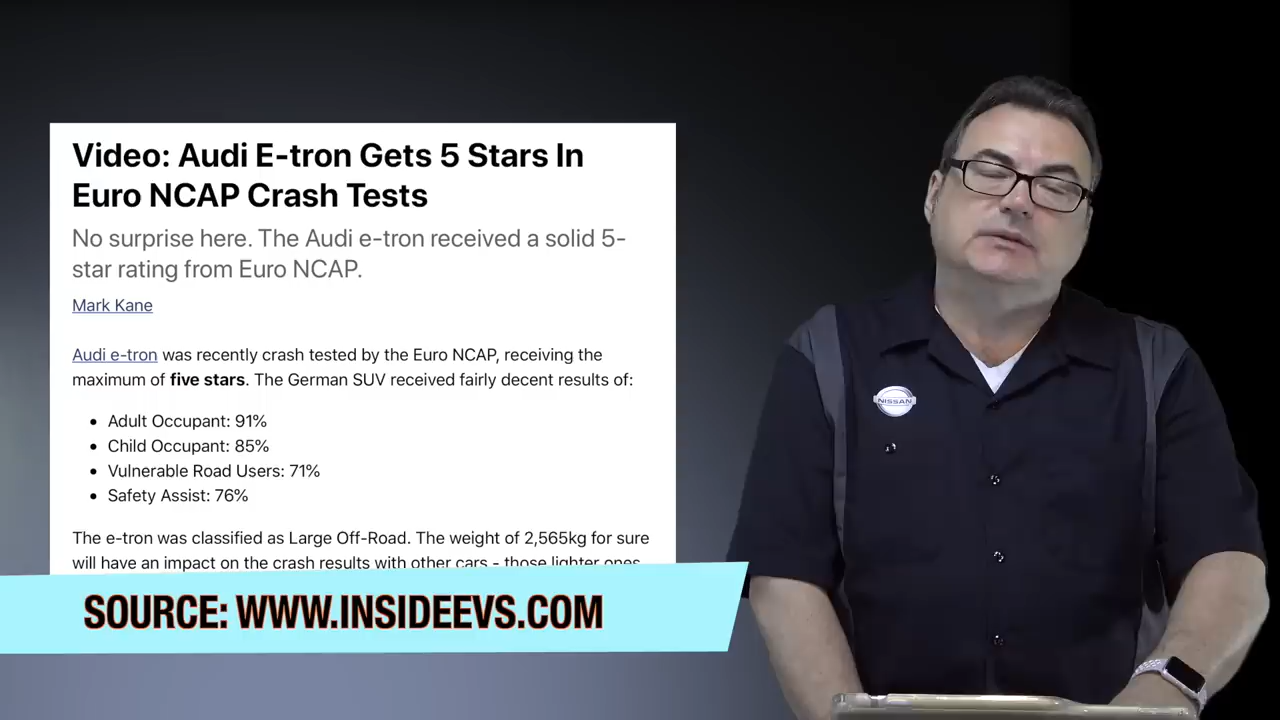 Video: Audi E-tron Gets 5 Stars In
Euro NCAP Crash Tests
No surprise here. The Audi e-tron received a solid 5-
star rating from Euro NCAP.
Mark Kane
Audi e-tron was recently crash tested by the Euro NCAP, receiving the
maximum of five stars. The German SUV received fairly decent results of:
• Adult Occupant: 91%
• Child Occupant: 85%
• Vulnerable Road Users: 71%
• Safety Assist: 76%
The e-tron was classified as Large Off-Road. The weight of 2,565kg for sure
will have an impact on the crash results with other cars - those lighter ones
SOURCE: WWW.INSIDEEVS.COM
NISSAN